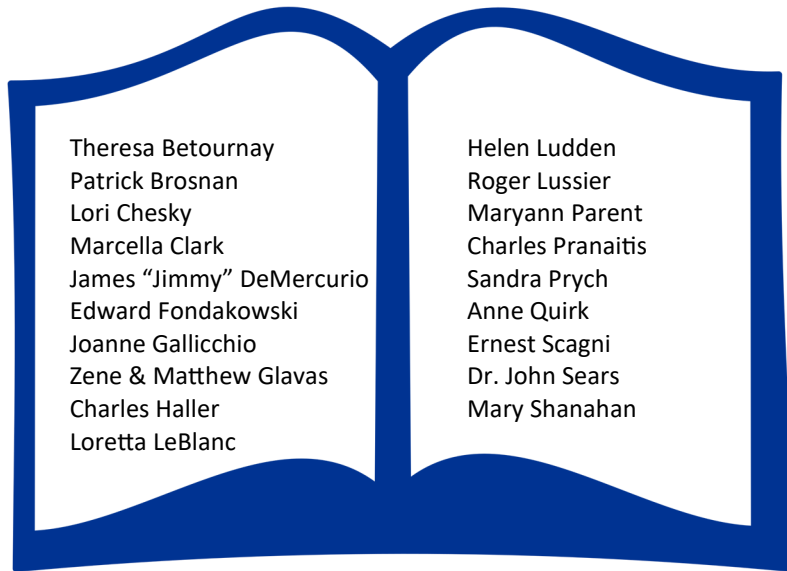 Theresa Betournay
Patrick Brosnan
Lori Chesky
Marcella Clark
James “Jimmy” DeMercurio
Edward Fondakowski
Joanne Gallicchio
Zene & Matthew Glavas
Charles Haller
Loretta LeBlanc
Helen Ludden
Roger Lussier
Maryann Parent
Charles Pranaitis
Sandra Prych
Anne Quirk
Ernest Scagni
Dr. John Sears
Mary Shanahan